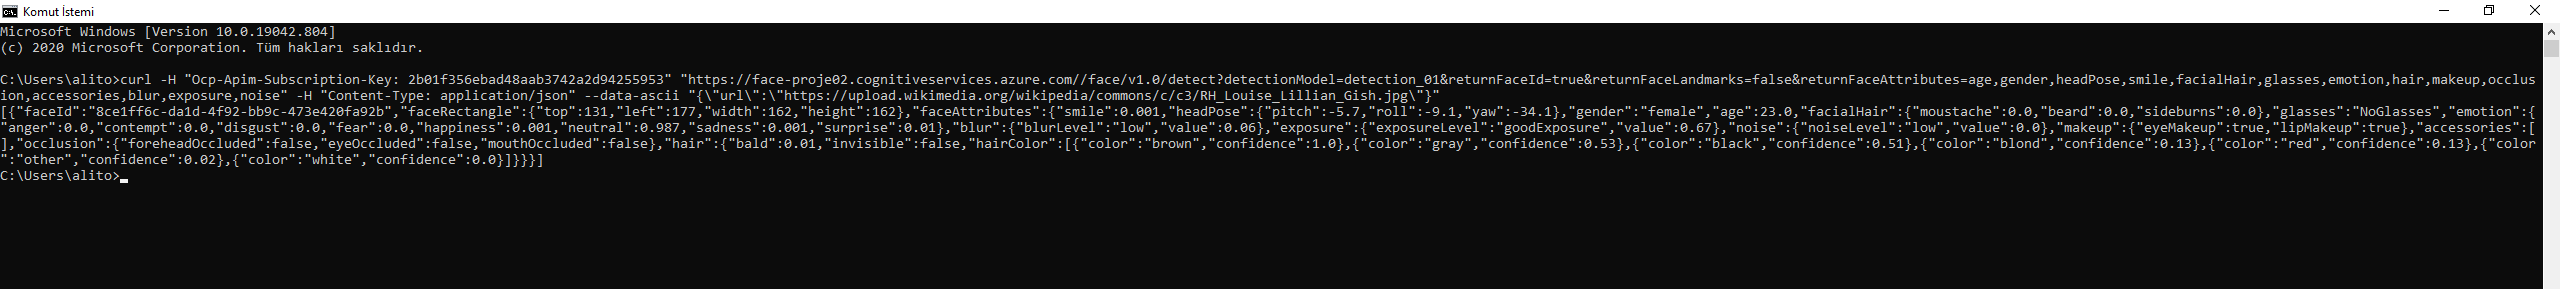 Komut İstemi
Microsoft Windows [Version 10.0.19042.804]
(c) 2020 Microsoft Corporation. Tüm hakları saklıdır.
C:\Users\alito>curl -H "Ocp-Apim-Subscription-Key: 2b01f356ebad48aab3742a2d94255953" "https://face-proje02.cognitiveservices.azure.com//face/v1.0/detect?detectionModel=detection_01&returnFaceId=true&returnFaceLandmarks=false&returnFaceAttributes=age,gender,headPose,smile,facialHair,glasses,emotion,hair,makeup,occlus
ion,accessories,blur,exposure,noise" -H "Content-Type: application/json" --data-ascii "{\"url\":\"https://upload.wikimedia.org/wikipedia/commons/c/c3/RH_Louise_Lillian_Gish.jpg\"}"
[{"faceId":"8ce1ff6c-da1d-4f92-bb9c-473e420fa92b","faceRectangle":{"top":131,"left":177,"width":162,"height":162},"faceAttributes":{"smile":0.001,"headPose":{"pitch":-5.7,"roll":-9.1,"yaw":-34.1},"gender":"female","age":23.0,"facialHair":{"moustache":0.0,"beard":0.0,"sideburns":0.0},"glasses":"NoGlasses","emotion":{
"anger":0.0,"contempt":0.0,"disgust":0.0,"fear":0.0,"happiness":0.001,"neutral":0.987,"sadness":0.001,"surprise":0.01},"blur":{"blurLevel":"low","value":0.06},"exposure":{"exposureLevel":"goodExposure","value":0.67},"noise":{"noiseLevel":"low","value":0.0},"makeup":{"eyeMakeup":true,"lipMakeup":true},"accessories":[
],"occlusion":{"foreheadOccluded":false,"eyeOccluded":false,"mouthOccluded":false},"hair":{"bald":0.01,"invisible":false,"hairColor":[{"color":"brown","confidence":1.0},{"color":"gray","confidence":0.53},{"color":"black","confidence":0.51},{"color":"blond","confidence":0.13},{"color":"red","confidence":0.13},{"color
":"other","confidence":0.02},{"color":"white","confidence":0.0}]}}}]
C:\Users\alito>